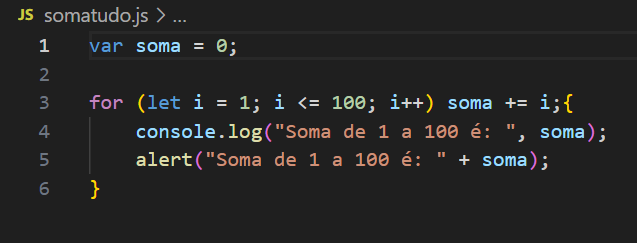 JS somatudo.js > ...
1 var soma = 0;
2
3 for (let i = 1; i <= 100; i++) soma += i;{
4     console.log("Soma de 1 a 100 é: ", soma);
5     alert("Soma de 1 a 100 é: " + soma);
6 }